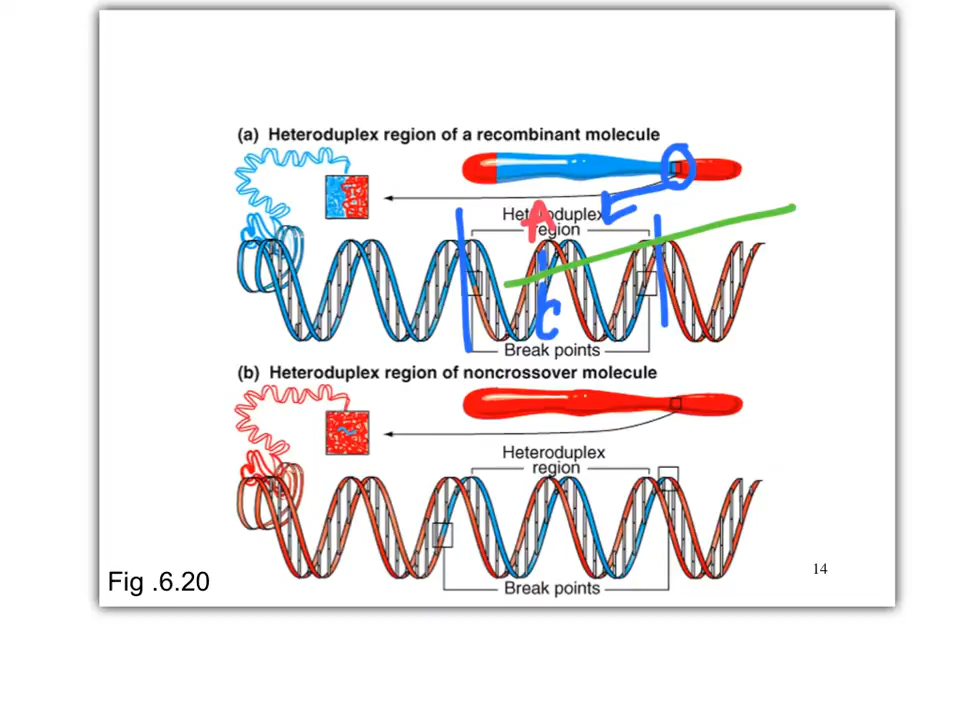 (a) Heteroduplex region of a recombinant molecule
Heteroduplex
region
C
Break points
(b) Heteroduplex region of noncrossover molecule
Heteroduplex
region
Break points
Fig .6.20
14